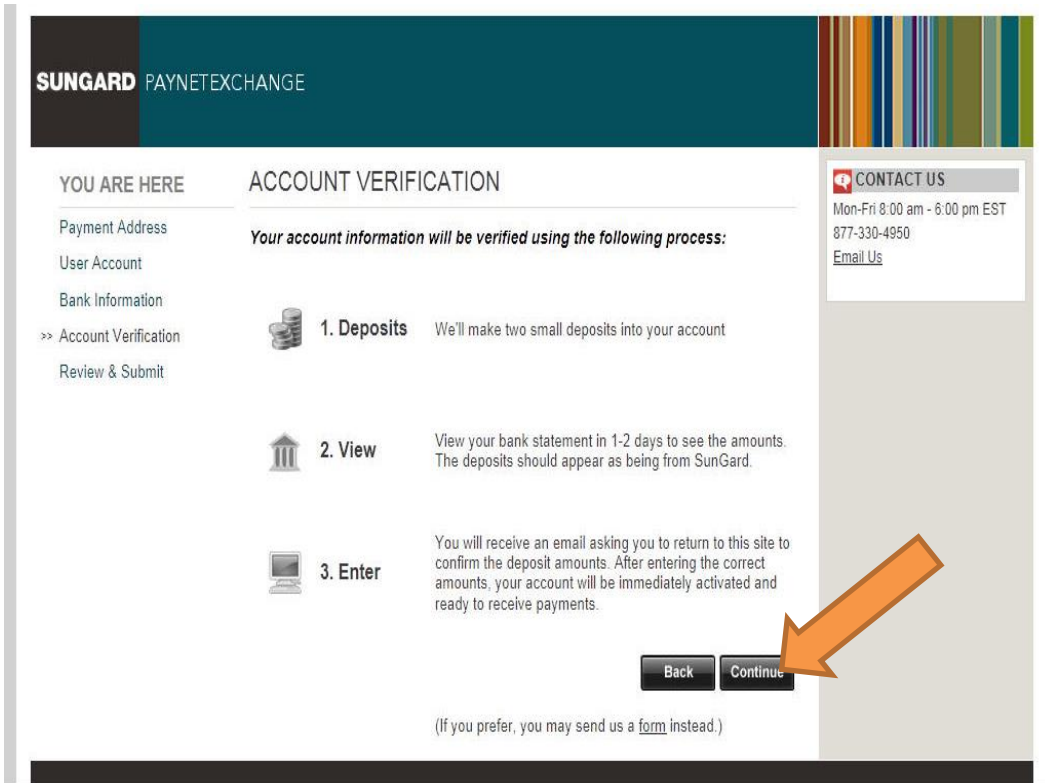 SUNGARD PAYNETEXCHANGE
YOU ARE HERE
Payment Address
User Account
Bank Information
>> Account Verification
Review & Submit
ACCOUNT VERIFICATION
Your account information will be verified using the following process:
1. Deposits
We'll make two small deposits into your account
2. View
View your bank statement in 1-2 days to see the amounts.
The deposits should appear as being from SunGard.
3. Enter
You will receive an email asking you to return to this site to
confirm the deposit amounts. After entering the correct
amounts, your account will be immediately activated and
ready to receive payments.
Back
Continue
(If you prefer, you may send us a form instead.)
CONTACT US
Mon-Fri 8:00 am - 6:00 pm EST
877-330-4950
Email Us